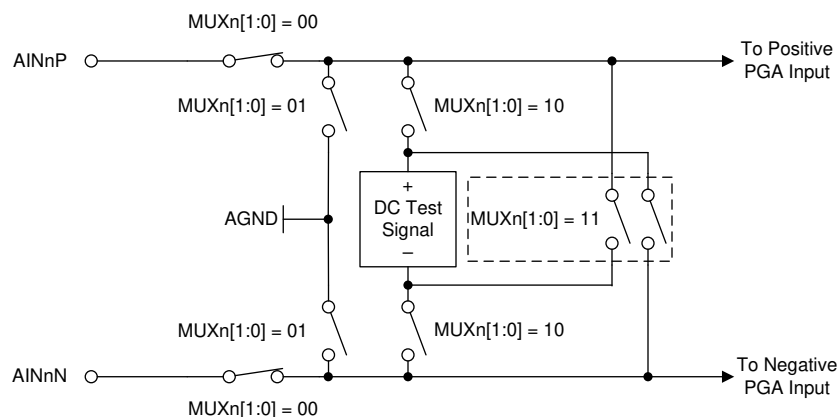 MUXn[1:0] = 00
AINnP
To Positive
PGA Input
MUXn[1:0] = 01
MUXn[1:0] = 10
+
DC Test
Signal
–
AGND
MUXn[1:0] = 11
MUXn[1:0] = 01
MUXn[1:0] = 10
AINnN
To Negative
PGA Input
MUXn[1:0] = 00